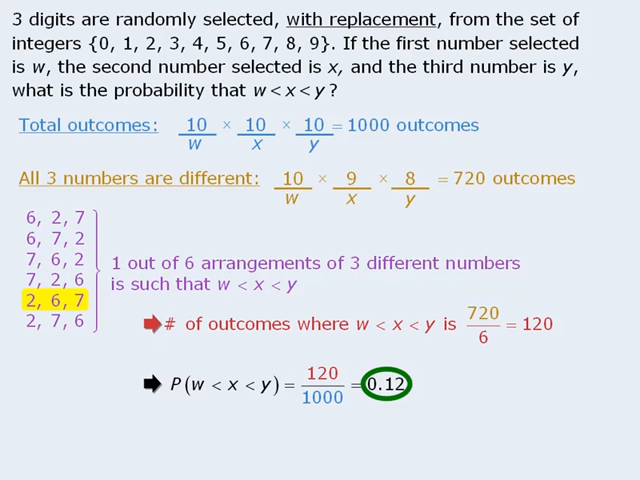 3 digits are randomly selected, with replacement, from the set of
integers {0, 1, 2, 3, 4, 5, 6, 7, 8, 9}. If the first number selected
is w, the second number selected is x, and the third number is y,
what is the probability that w < x < y ?
Total outcomes: 10 × 10 × 10 = 1000 outcomes
w x y
All 3 numbers are different: 10 × 9 × 8 = 720 outcomes
w x y
6, 2, 7
6, 7, 2
7, 6, 2
7, 2, 6
2, 6, 7
2, 7, 6
1 out of 6 arrangements of 3 different numbers
is such that w < x < y
# of outcomes where w < x < y is 720/6 = 120
P(w < x < y) = 120/1000 = 0.12